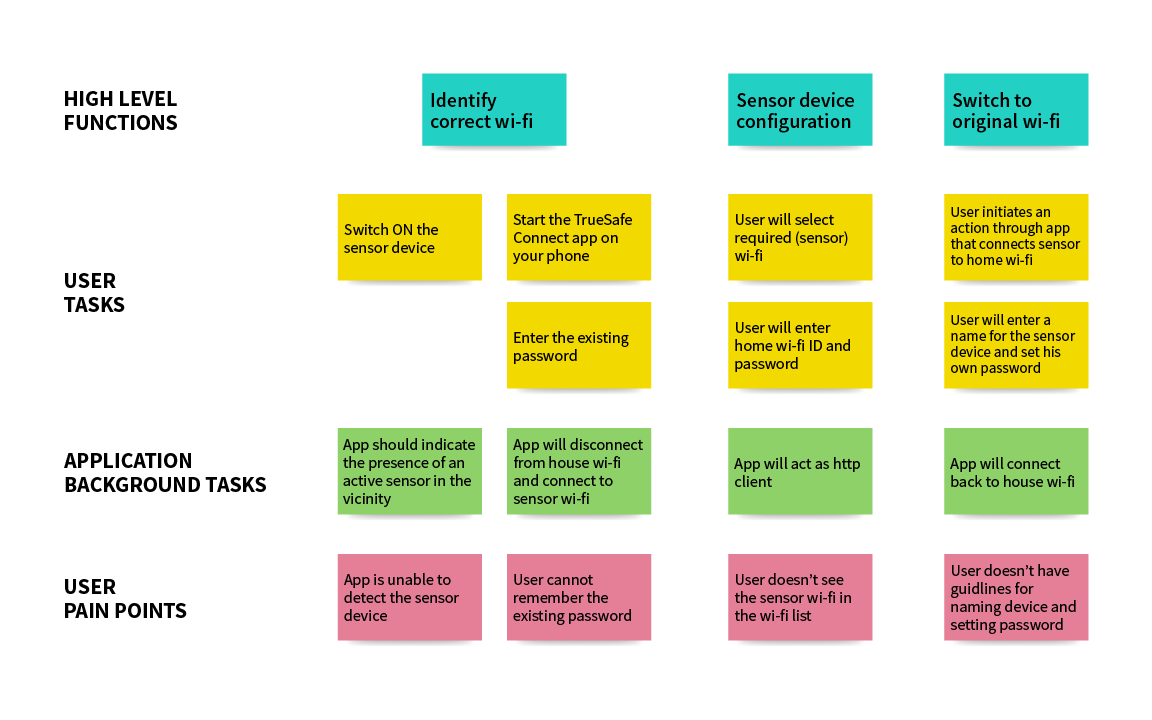 HIGH LEVEL
FUNCTIONS
Identify
correct wi-fi
Sensor device
configuration
Switch to
original wi-fi
USER
TASKS
Switch ON the
sensor device
Start the TrueSafe
Connect app on
your phone
User will select
required (sensor)
wi-fi
User initiates an
action through app
that connects sensor
to home wi-fi
Enter the existing
password
User will enter
home wi-fi ID and
password
User will enter a
name for the sensor
device and set his
own password
APPLICATION
BACKGROUND TASKS
App should indicate
the presence of an
active sensor in the
vicinity
App will disconnect
from house wi-fi
and connect to
sensor wi-fi
App will act as http
client
App will connect
back to house wi-fi
USER
PAIN POINTS
App is unable to
detect the sensor
device
User cannot
remember the
existing password
User doesn’t see
the sensor wi-fi in
the wi-fi list
User doesn’t have
guidlines for
naming device and
setting password